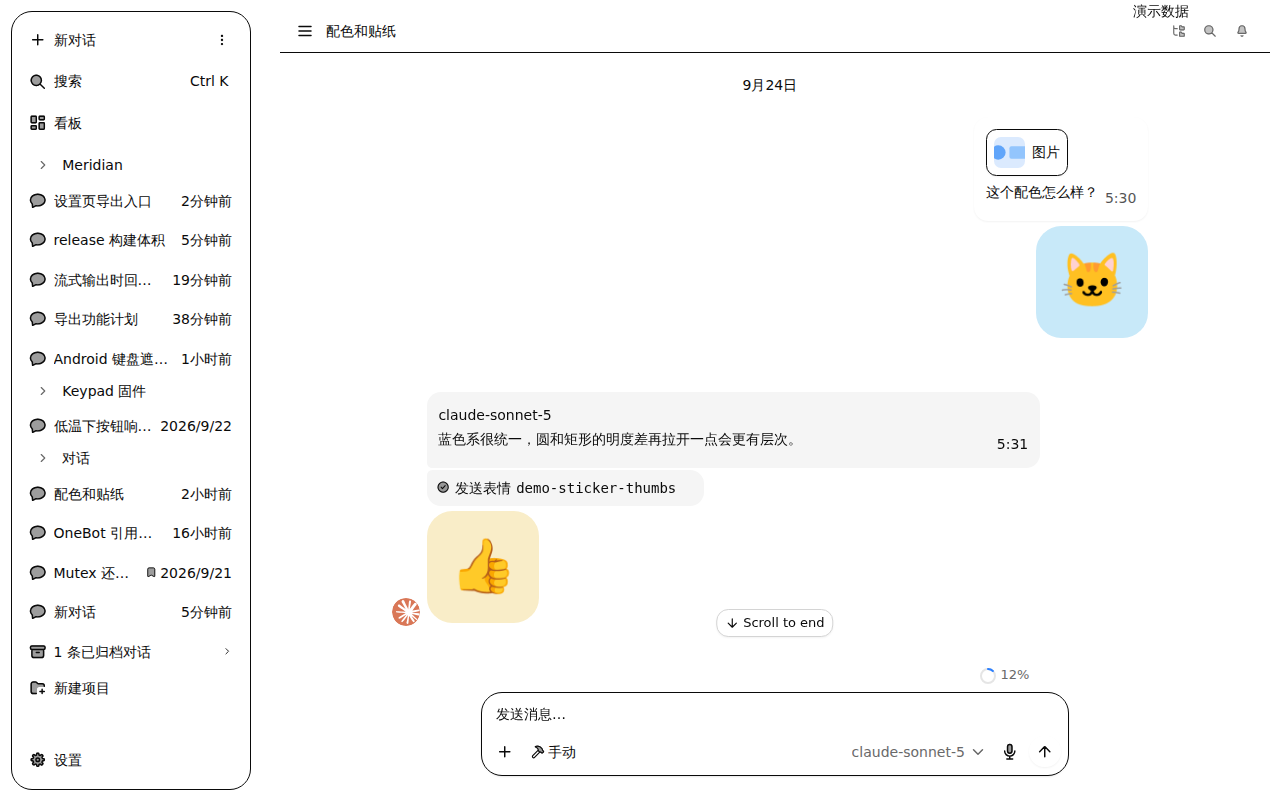 新对话
搜索 Ctrl K
看板
Meridian
设置页导出入口 2分钟前
release 构建体积 5分钟前
流式输出时回… 19分钟前
导出功能计划 38分钟前
Android 键盘遮… 1小时前
Keypad 固件
低温下按钮响… 2026/9/22
对话
配色和贴纸 2小时前
OneBot 引用… 16小时前
Mutex 还… 2026/9/21
新对话 5分钟前
1 条已归档对话
新建项目
设置
演示数据
配色和贴纸
9月24日
图片
这个配色怎么样？ 5:30
claude-sonnet-5
蓝色系很统一，圆和矩形的明度差再拉开一点会更有层次。 5:31
发送表情 demo-sticker-thumbs
Scroll to end
12%
发送消息…
手动 claude-sonnet-5